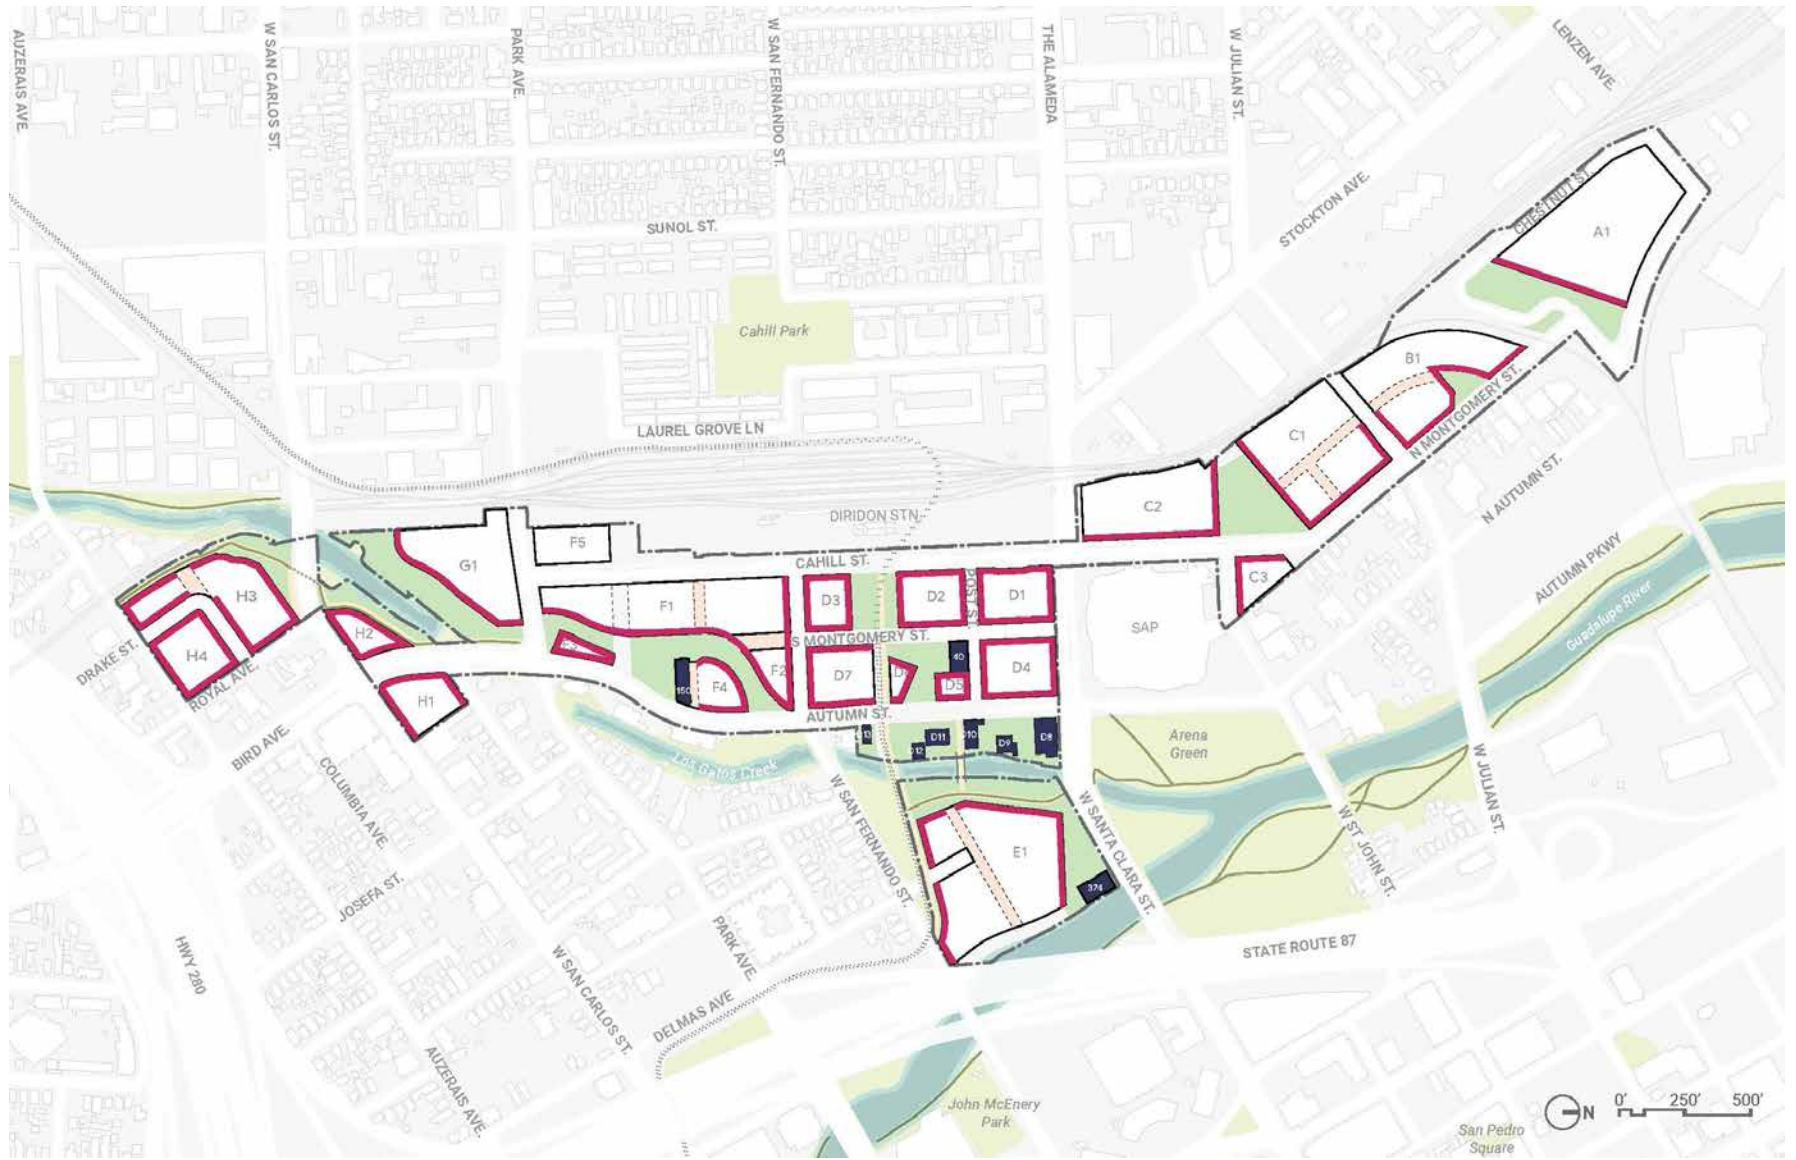 AUZERAIS AVE.
W SAN CARLOS ST.
PARK AVE.
W SAN FERNANDO ST.
THE ALAMEDA
W JULIAN ST.
LENZEN AVE.
STOCKTON AVE.
CHESTNUT ST.
A1
SUNOL ST.
Cahill Park
LAUREL GROVE LN
B1
N MONTGOMERY ST.
C1
N AUTUMN ST.
C2
DIRIDON STN
CAHILL ST.
G1
F5
C3
AUTUMN PKWY
Guadalupe River
H3
F1
D3
D2
POST ST.
D1
SAP
H2
S MONTGOMERY ST.
H4
DRAKE ST.
ROYAL AVE.
H1
F4
F2
D7
40
D5
D4
150
AUTUMN ST.
BIRD AVE.
Los Gatos Creek
13
D12
D11
D10
D9
D8
Arena
Green
COLUMBIA AVE.
W SAN FERNANDO ST.
W SANTA CLARA ST.
W ST JOHN ST.
W JULIAN ST.
E1
374
JOSEFA ST.
HWY 280
W SAN CARLOS ST.
PARK AVE.
STATE ROUTE 87
DELMAS AVE
AUZERAIS AVE.
John McEnery
Park
San Pedro
Square
N
0' 250' 500'